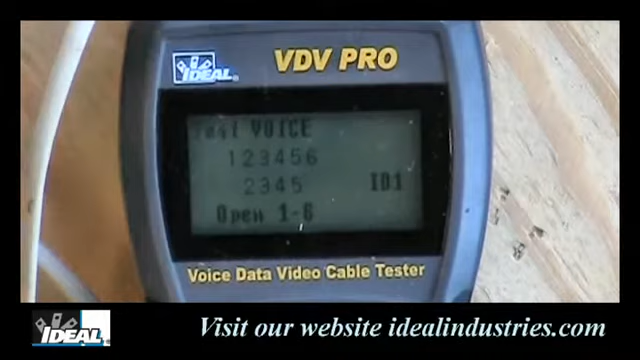 IDEAL
VDV PRO
Test VOICE
123456
2345 ID1
Open 1-6
Voice Data Video Cable Tester
IDEAL
Visit our website idealindustries.com